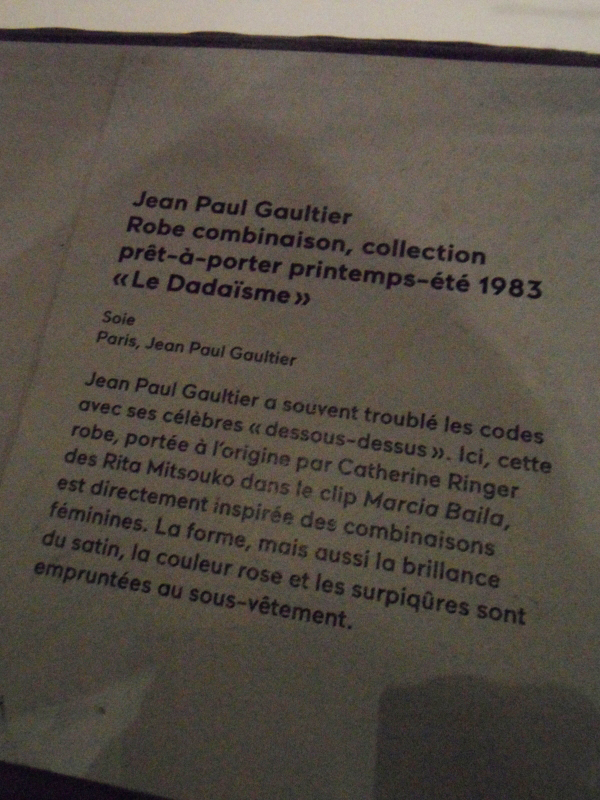 Jean Paul Gaultier
Robe combinaison, collection
prêt-à-porter printemps-été 1983
« Le Dadaïsme »
Soie
Paris, Jean Paul Gaultier
Jean Paul Gaultier a souvent troublé les codes
avec ses célèbres « dessous-dessus ». Ici, cette
robe, portée à l'origine par Catherine Ringer
des Rita Mitsouko dans le clip Marcia Baila,
est directement inspirée des combinaisons
féminines. La forme, mais aussi la brillance
du satin, la couleur rose et les surpiqûres sont
empruntées au sous-vêtement.